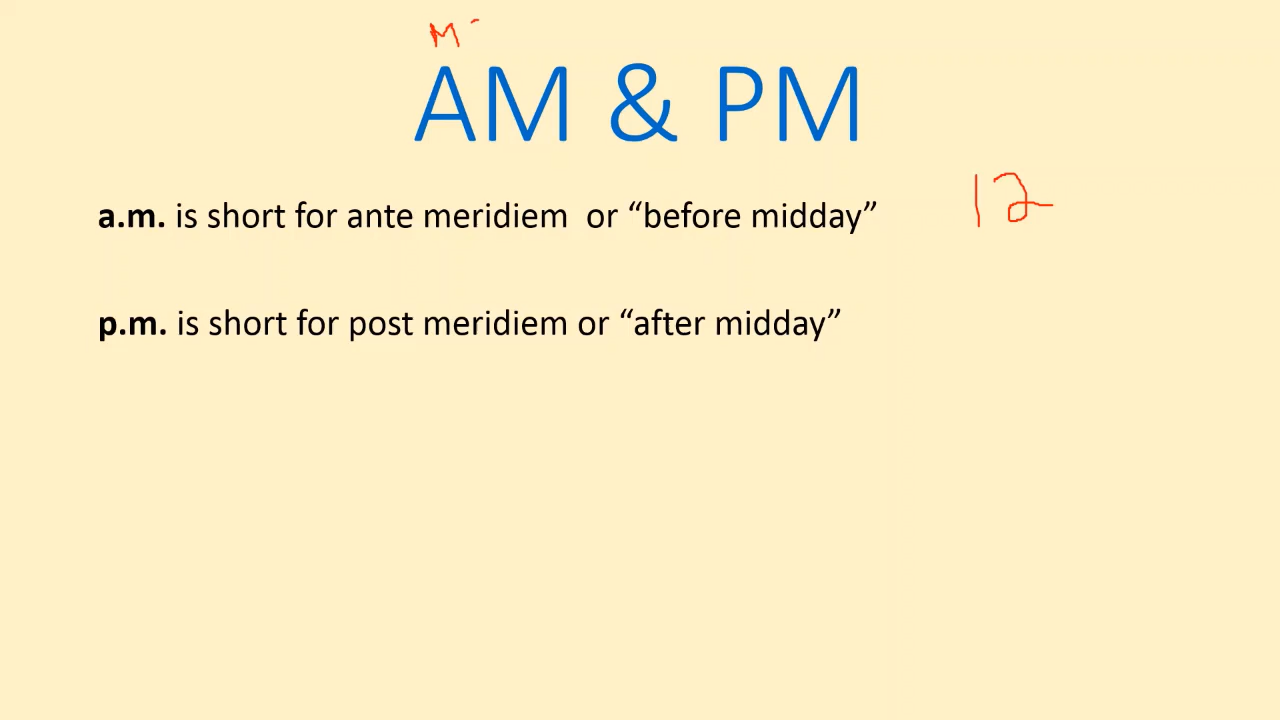 M
AM & PM
12
a.m. is short for ante meridiem or “before midday”
p.m. is short for post meridiem or “after midday”